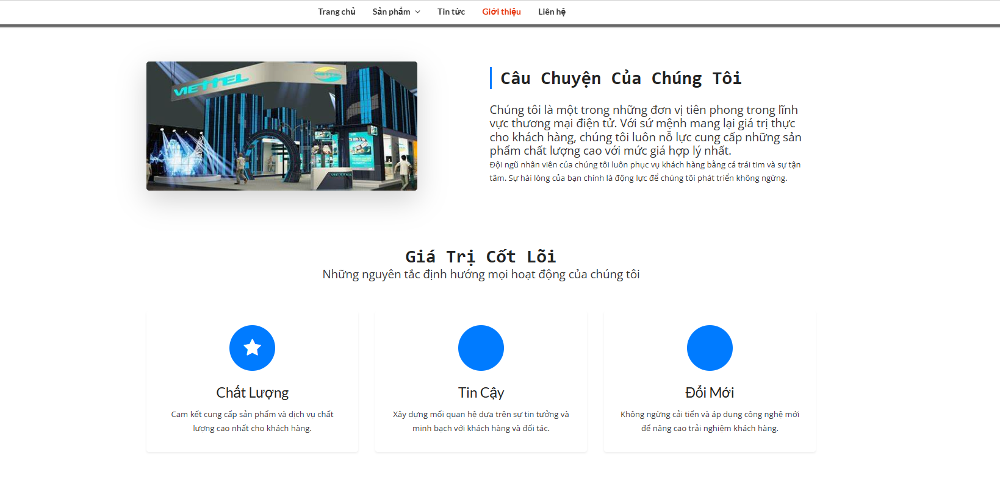 Trang chủ Sản phẩm Tin tức Giới thiệu Liên hệ
VIETTEL
VIETTEL
VIETTEL
Câu Chuyện Của Chúng Tôi
Chúng tôi là một trong những đơn vị tiên phong trong lĩnh
vực thương mại điện tử. Với sứ mệnh mang lại giá trị thực
cho khách hàng, chúng tôi luôn nỗ lực cung cấp những sản
phẩm chất lượng cao với mức giá hợp lý nhất.
Đội ngũ nhân viên của chúng tôi luôn phục vụ khách hàng bằng cả trái tim và sự tận
tâm. Sự hài lòng của bạn chính là động lực để chúng tôi phát triển không ngừng.
Giá Trị Cốt Lõi
Những nguyên tắc định hướng mọi hoạt động của chúng tôi
Chất Lượng
Cam kết cung cấp sản phẩm và dịch vụ chất
lượng cao nhất cho khách hàng.
Tin Cậy
Xây dựng mối quan hệ dựa trên sự tin tưởng và
minh bạch với khách hàng và đối tác.
Đổi Mới
Không ngừng cải tiến và áp dụng công nghệ mới
để nâng cao trải nghiệm khách hàng.